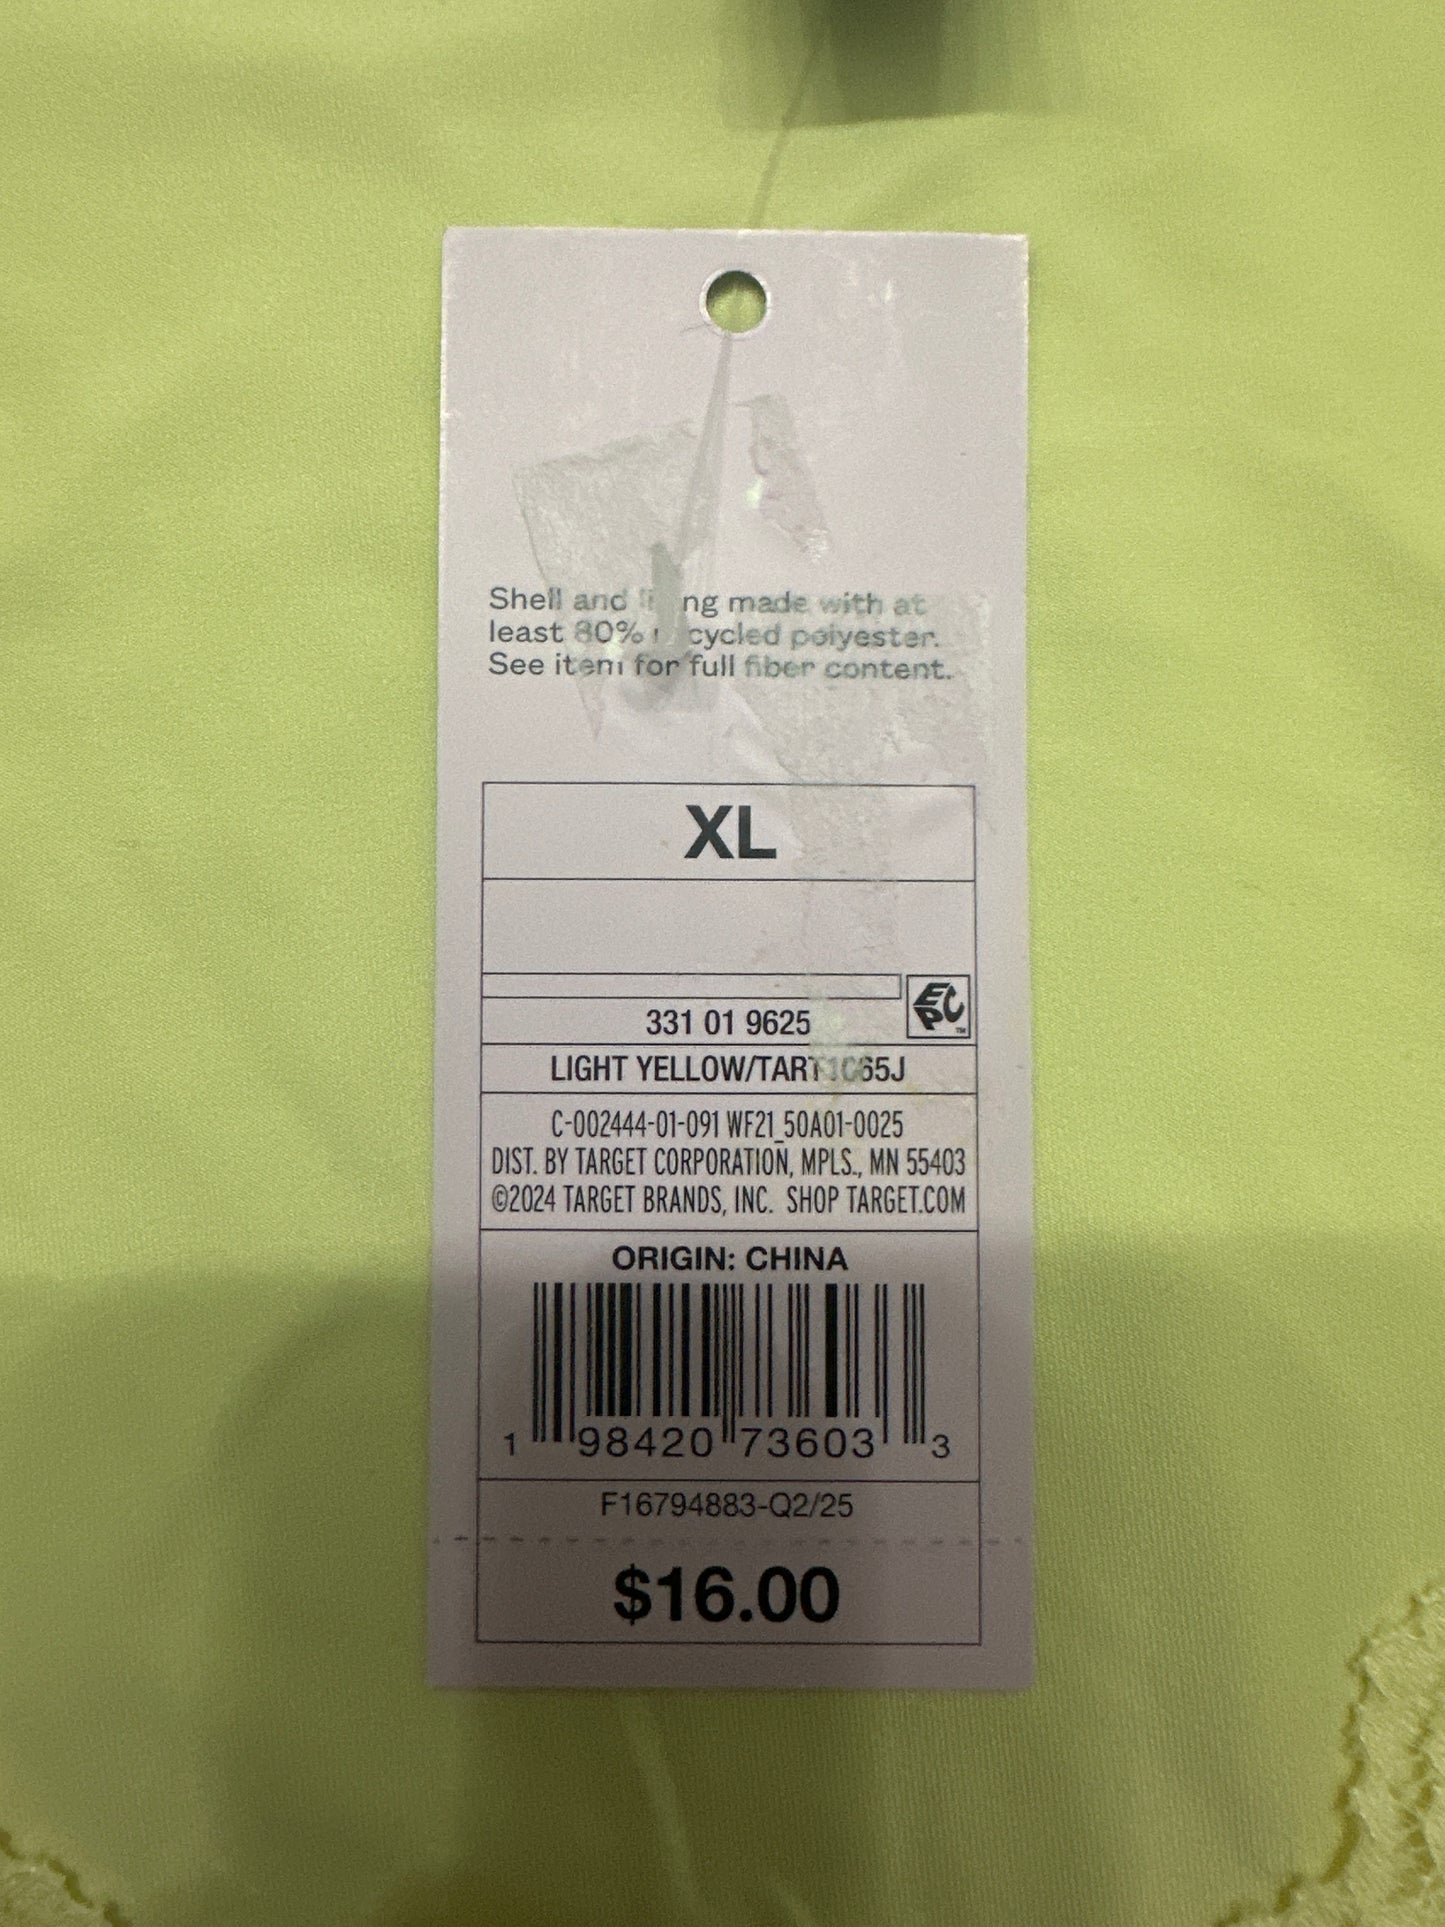 Shell and lining made with at
least 80% recycled polyester.
See item for full fiber content.
XL
EPC™
331 01 9625
LIGHT YELLOW/TART
C-002444-01-091 WF21_50A01-0025
DIST. BY TARGET CORPORATION, MPLS., MN 55403
©2024 TARGET BRANDS, INC. SHOP TARGET.COM
ORIGIN: CHINA
1 98420 73603 3
F16794883-Q2/25
$16.00